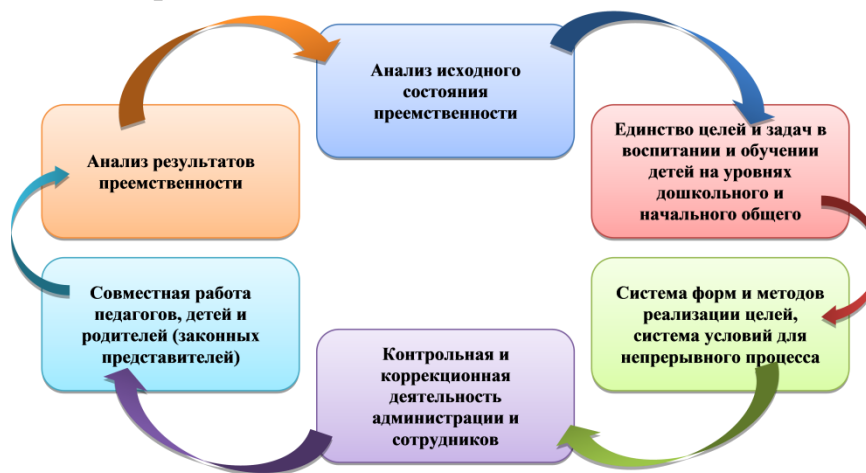 Анализ исходного
состояния
преемственности
Единство целей и задач в
воспитании и обучении
детей на уровнях
дошкольного и
начального общего
Система форм и методов
реализации целей,
система условий для
непрерывного процесса
Контрольная и
коррекционная
деятельность
администрации и
сотрудников
Совместная работа
педагогов, детей и
родителей (законных
представителей)
Анализ результатов
преемственности